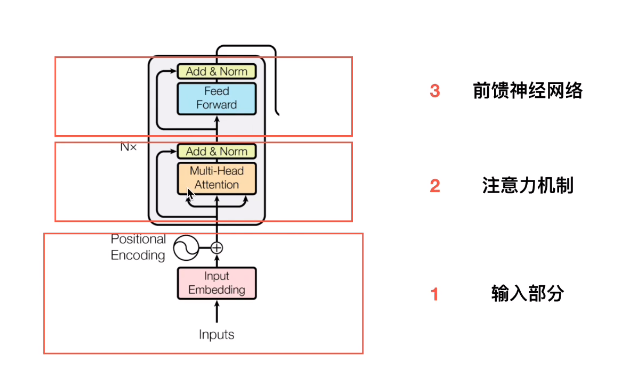 Add & Norm
Feed
Forward
3 前馈神经网络
N×
Add & Norm
Multi-Head
Attention
2 注意力机制
Positional
Encoding
Input
Embedding
1 输入部分
Inputs